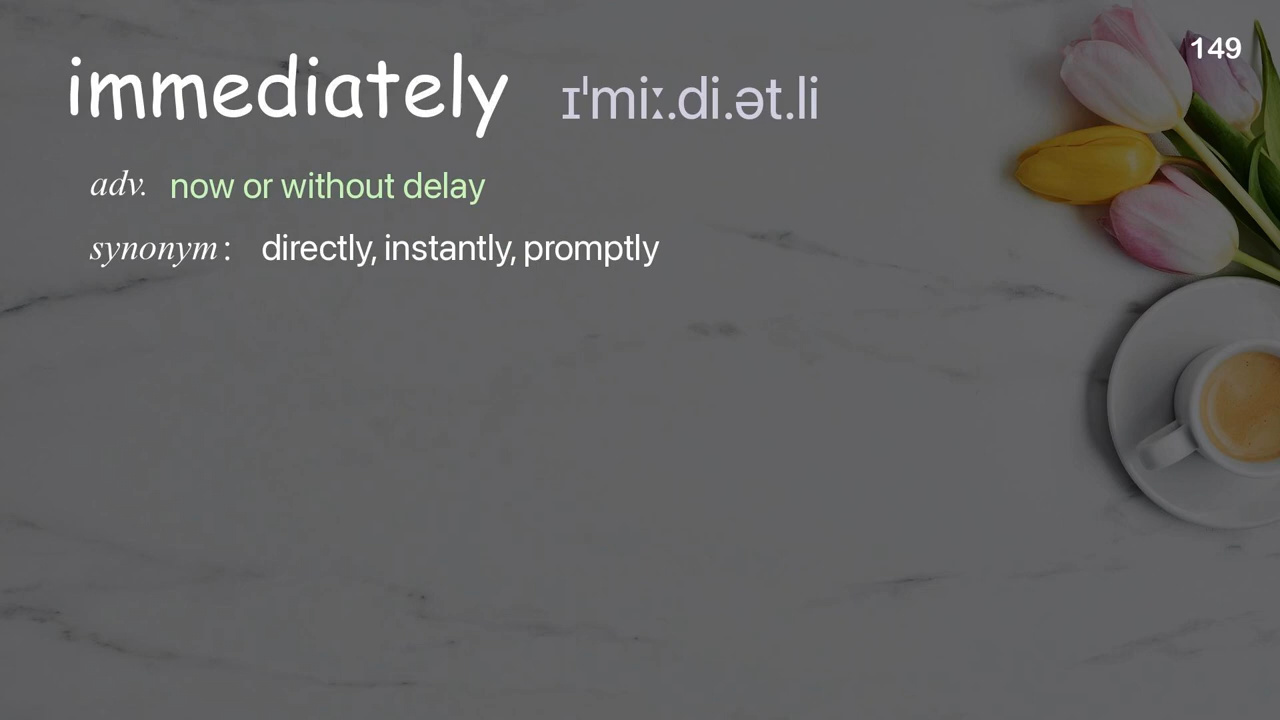 149
immediately ɪˈmiː.di.ət.li
adv. now or without delay
synonym: directly, instantly, promptly